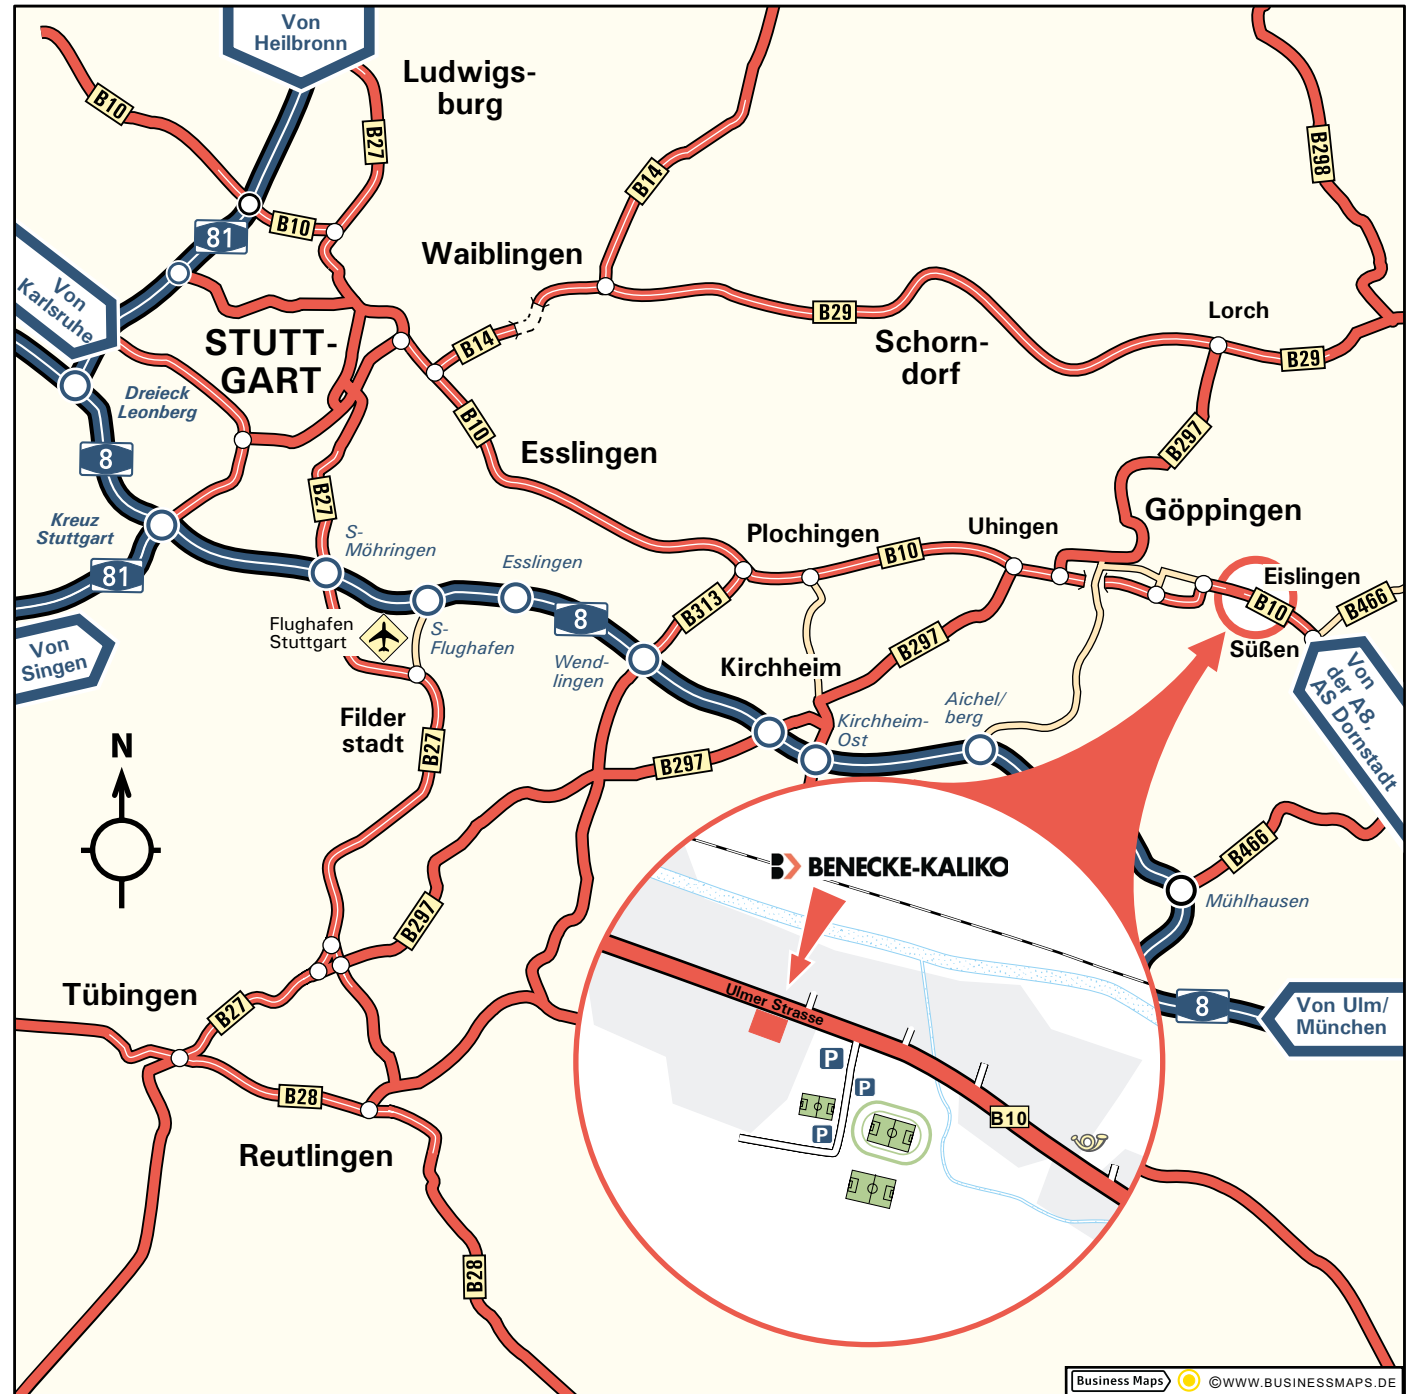 Von
Heilbronn
Ludwigs-
burg
B10
B27
B14
B298
B10
81
Waiblingen
Von
Karlsruhe
B29
Lorch
STUTT-
GART
B14
Schorn-
dorf
B29
Dreieck
Leonberg
B10
B297
8
Esslingen
B27
Göppingen
Kreuz
Stuttgart
S-
Möhringen
Plochingen
Uhingen
B10
Esslingen
81
Eislingen
B10
B466
8
B313
Flughafen
Stuttgart
S-
Flughafen
Von
Singen
B297
Süßen
Wend-
lingen
Kirchheim
Von
der A8,
AS Dornstadt
Aichel/
berg
Kirchheim-
Ost
Filder
stadt
B27
N
B297
B466
BENECKE-KALIKO
Mühlhausen
B297
Tübingen
B27
Ulmer Strasse
8
Von Ulm/
München
P
P
B28
B10
P
Reutlingen
B28
Business Maps
©WWW.BUSINESSMAPS.DE